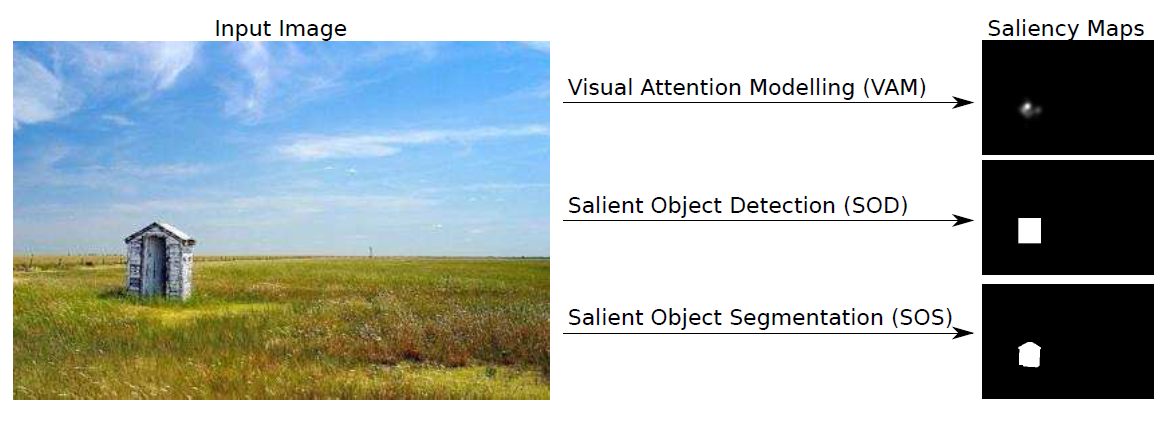 Input Image
Saliency Maps
Visual Attention Modelling (VAM)
Salient Object Detection (SOD)
Salient Object Segmentation (SOS)